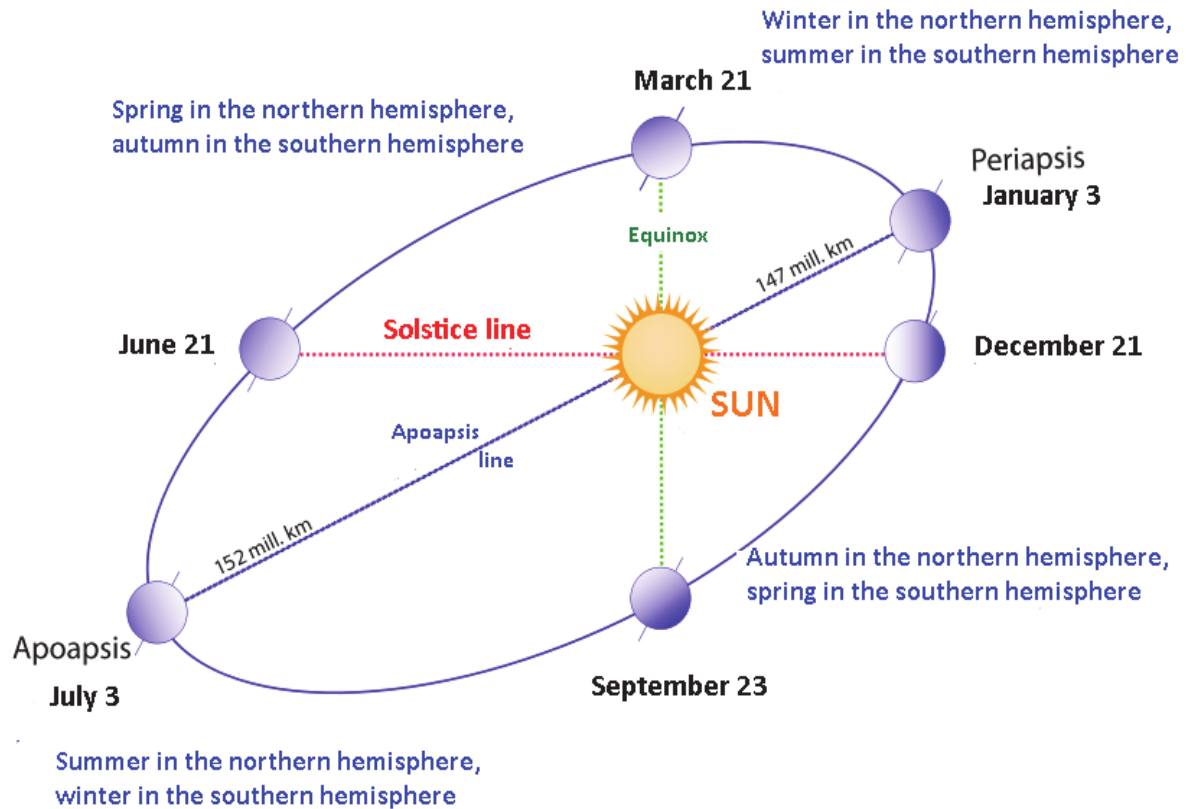 Winter in the northern hemisphere,
summer in the southern hemisphere
March 21
Spring in the northern hemisphere,
autumn in the southern hemisphere
Periapsis
January 3
Equinox
147 mill. km
June 21
Solstice line
December 21
SUN
Apoapsis
line
152 mill. km
Autumn in the northern hemisphere,
spring in the southern hemisphere
Apoapsis
July 3
September 23
Summer in the northern hemisphere,
winter in the southern hemisphere